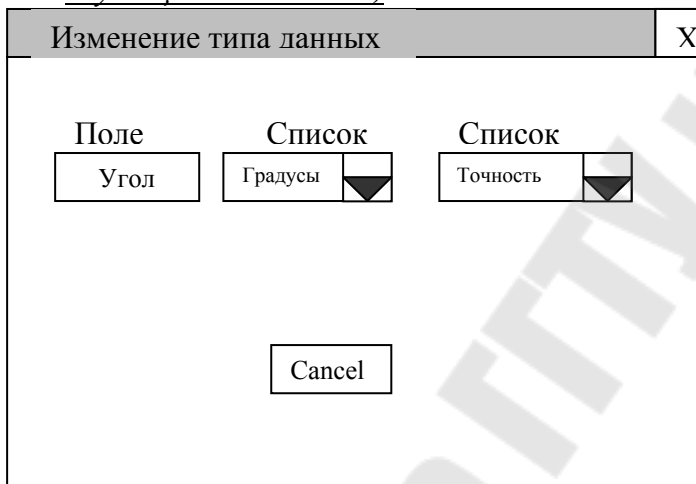 Изменение типа данных X
Поле Список Список
Угол Градусы Точность
Cancel